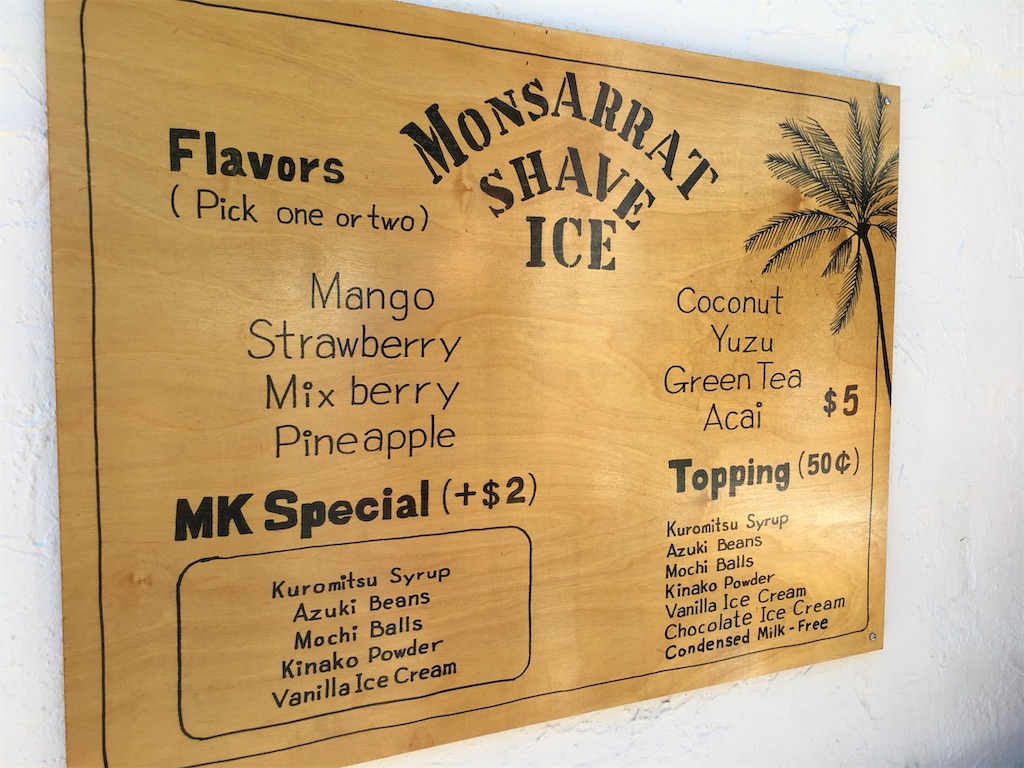 MONSARRAT
SHAVE
ICE
Flavors
(Pick one or two)
Mango
Strawberry
Mix berry
Pineapple
Coconut
Yuzu
Green Tea
Acai
$5
MK Special (+$2)
Kuromitsu Syrup
Azuki Beans
Mochi Balls
Kinako Powder
Vanilla Ice Cream
Topping (50¢)
Kuromitsu Syrup
Azuki Beans
Mochi Balls
Kinako Powder
Vanilla Ice Cream
Chocolate Ice Cream
Condensed Milk-Free